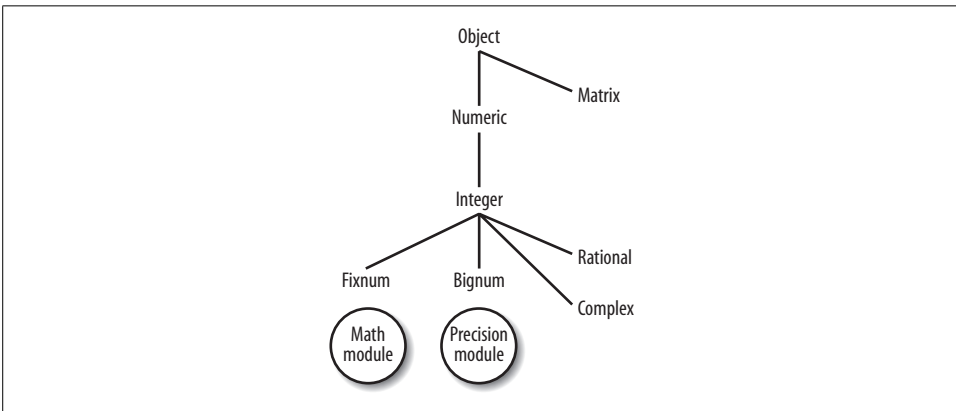 Object
Matrix
Numeric
Integer
Rational
Fixnum
Bignum
Complex
Math
module
Precision
module